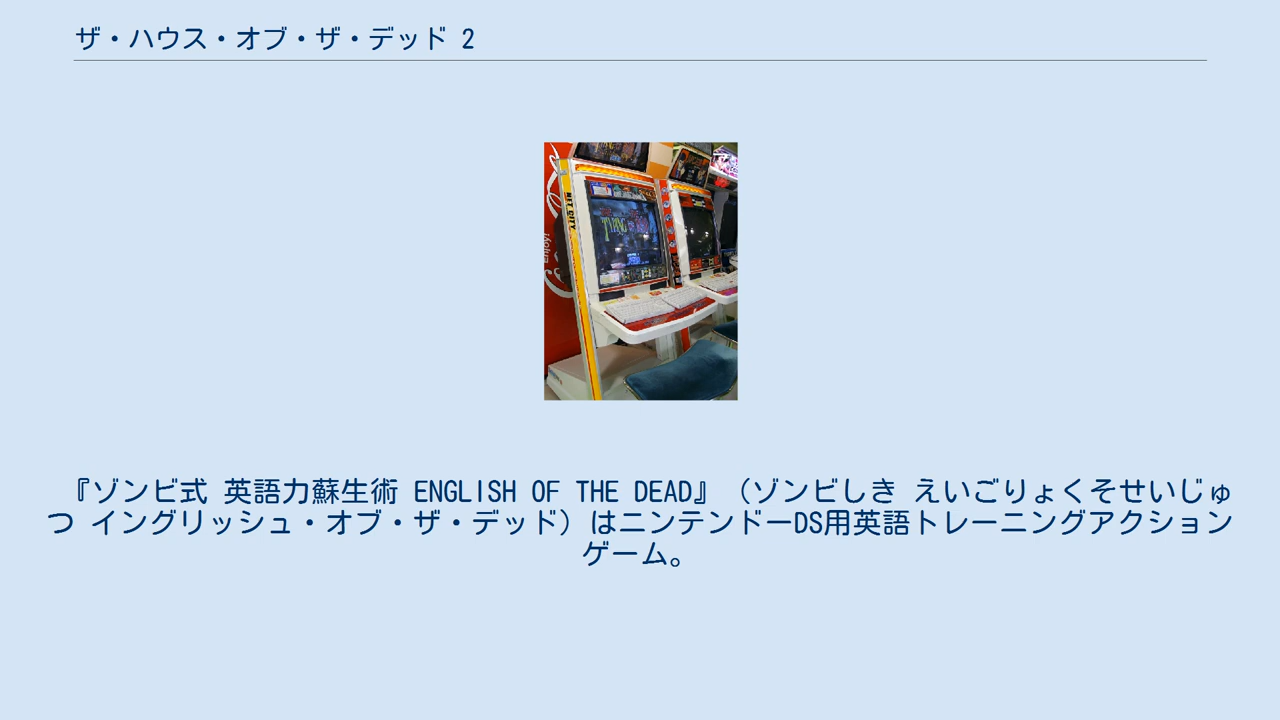 ザ・ハウス・オブ・ザ・デッド 2
HIT CITY
Enjoy!
『ゾンビ式 英語力蘇生術 ENGLISH OF THE DEAD』（ゾンビしき えいごりょくそせいじゅ
つ イングリッシュ・オブ・ザ・デッド）はニンテンドーDS用英語トレーニングアクション
ゲーム。